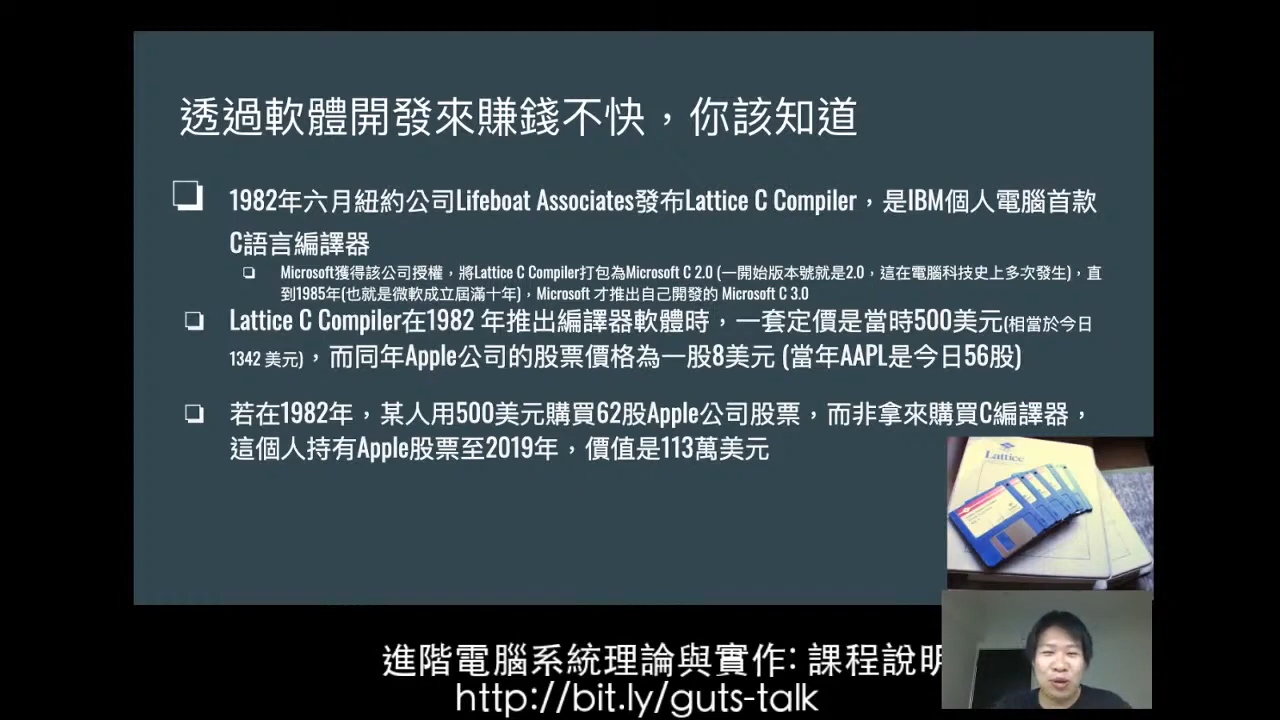 透過軟體開發來賺錢不快，你該知道
1982年六月紐約公司Lifeboat Associates發布Lattice C Compiler，是IBM個人電腦首款
C語言編譯器
Microsoft獲得該公司授權，將Lattice C Compiler打包為Microsoft C 2.0 (一開始版本號就是2.0，這在電腦科技史上多次發生)，直
到1985年(也就是微軟成立屆滿十年)，Microsoft 才推出自己開發的 Microsoft C 3.0
Lattice C Compiler在1982 年推出編譯器軟體時，一套定價是當時500美元(相當於今日
1342 美元)，而同年Apple公司的股票價格為一股8美元 (當年AAPL是今日56股)
若在1982年，某人用500美元購買62股Apple公司股票，而非拿來購買C編譯器，
這個人持有Apple股票至2019年，價值是113萬美元
Lattice
進階電腦系統理論與實作: 課程說明
http://bit.ly/guts-talk